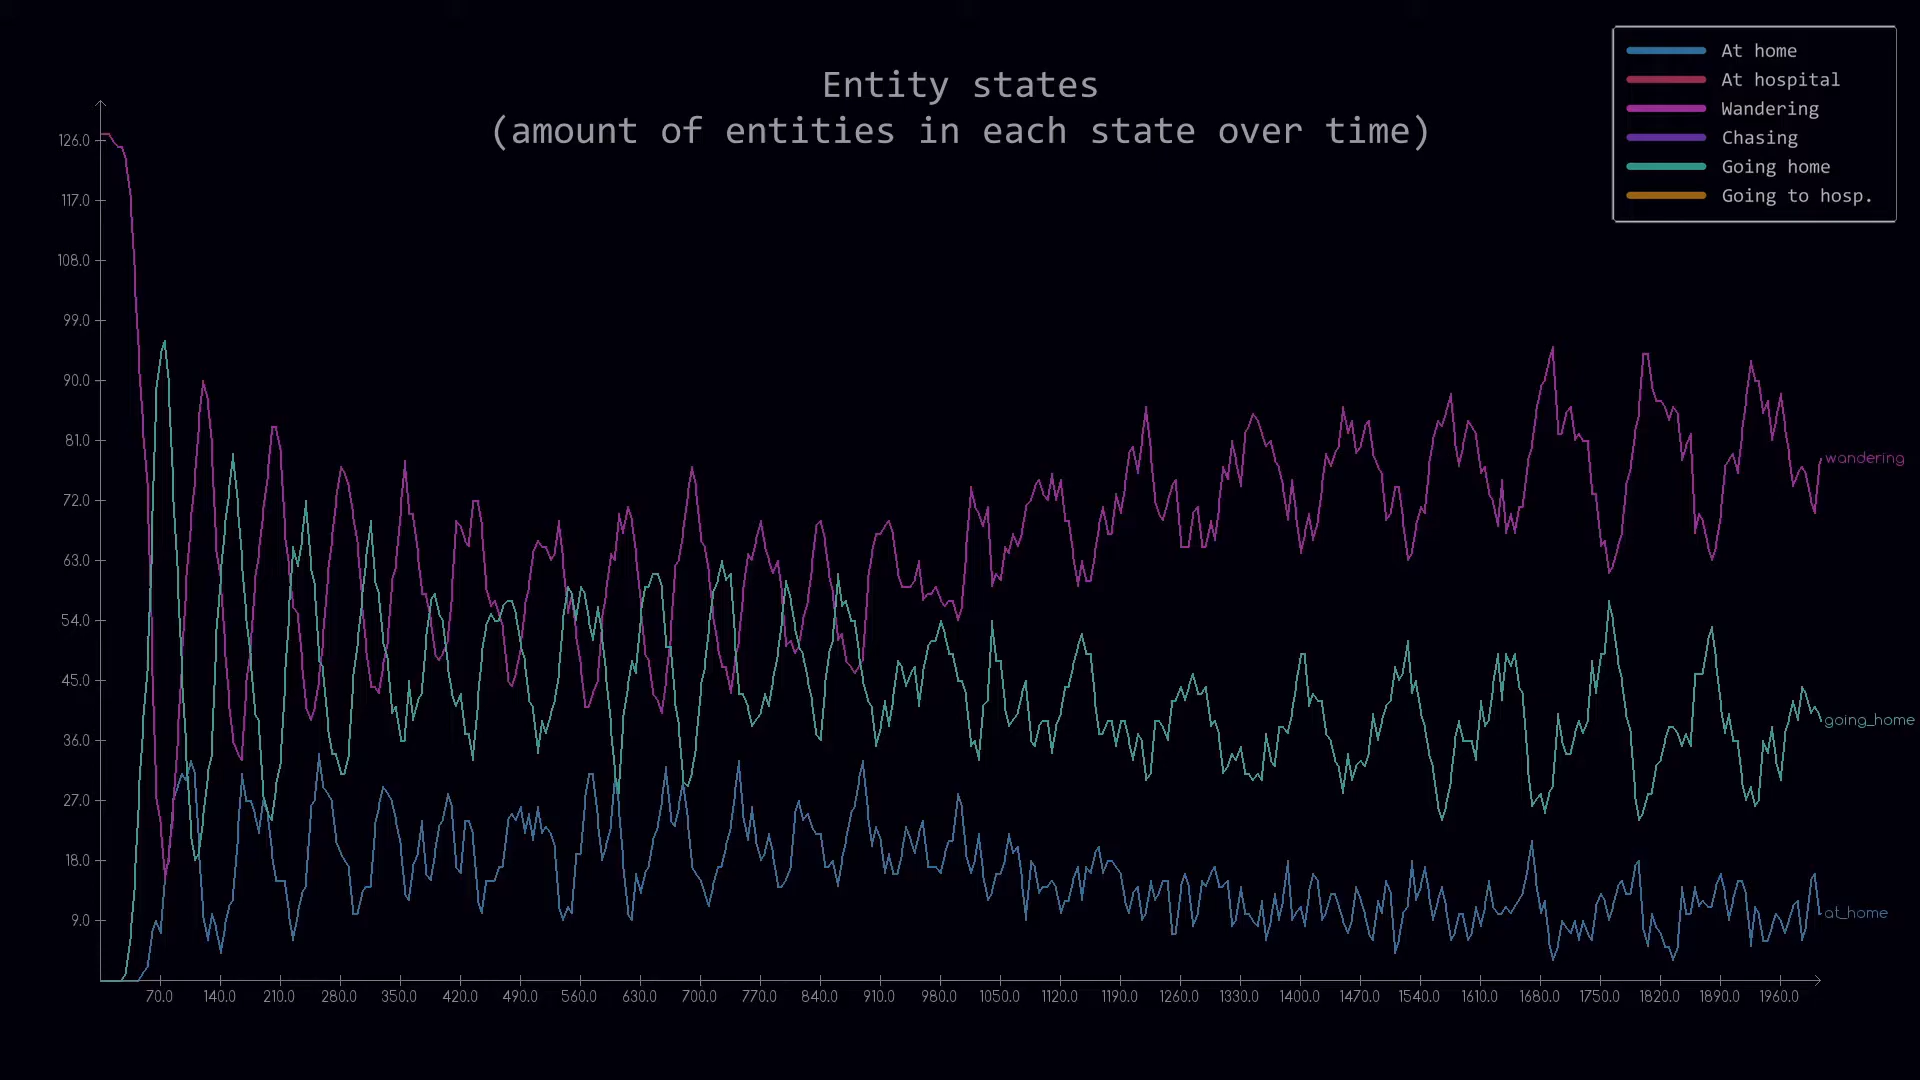 Entity states
(amount of entities in each state over time)
At home
At hospital
Wandering
Chasing
Going home
Going to hosp.
126.0
117.0
108.0
99.0
90.0
81.0
72.0
63.0
54.0
45.0
36.0
27.0
18.0
9.0
wandering
going_home
at_home
70.0 140.0 210.0 280.0 350.0 420.0 490.0 560.0 630.0 700.0 770.0 840.0 910.0 980.0 1050.0 1120.0 1190.0 1260.0 1330.0 1400.0 1470.0 1540.0 1610.0 1680.0 1750.0 1820.0 1890.0 1960.0